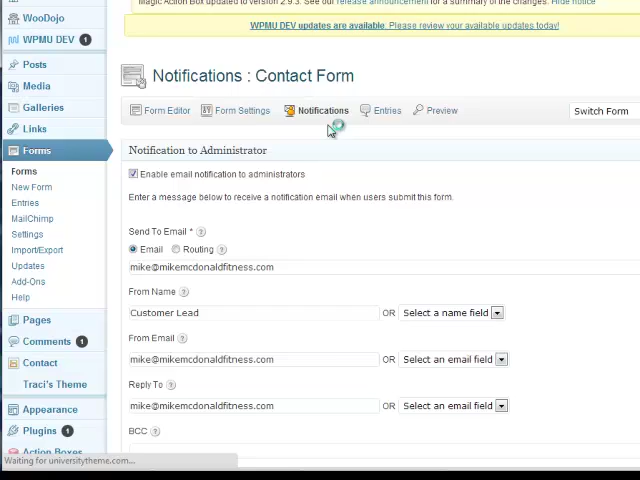 Magic Action Box updated to version 2.9.3. See our release announcement for a summary of the changes. Hide notice
WooDojo
WPMU DEV 1
WPMU DEV updates are available. Please review your available updates today!
Posts
Media
Notifications : Contact Form
Galleries
Form Editor Form Settings Notifications Entries Preview Switch Form
Links
Forms
Notification to Administrator
Forms
Enable email notification to administrators
New Form
Enter a message below to receive a notification email when users submit this form.
Entries
MailChimp
Send To Email * ?
Settings
Import/Export
Email Routing ?
Updates
mike@mikemcdonaldfitness.com
Add-Ons
From Name ?
Help
Customer Lead OR Select a name field
Pages
Comments 1
From Email ?
Contact
mike@mikemcdonaldfitness.com OR Select an email field
Traci's Theme
Reply To ?
Appearance
mike@mikemcdonaldfitness.com OR Select an email field
Plugins 1
BCC ?
Action Boxes
Waiting for universitytheme.com...